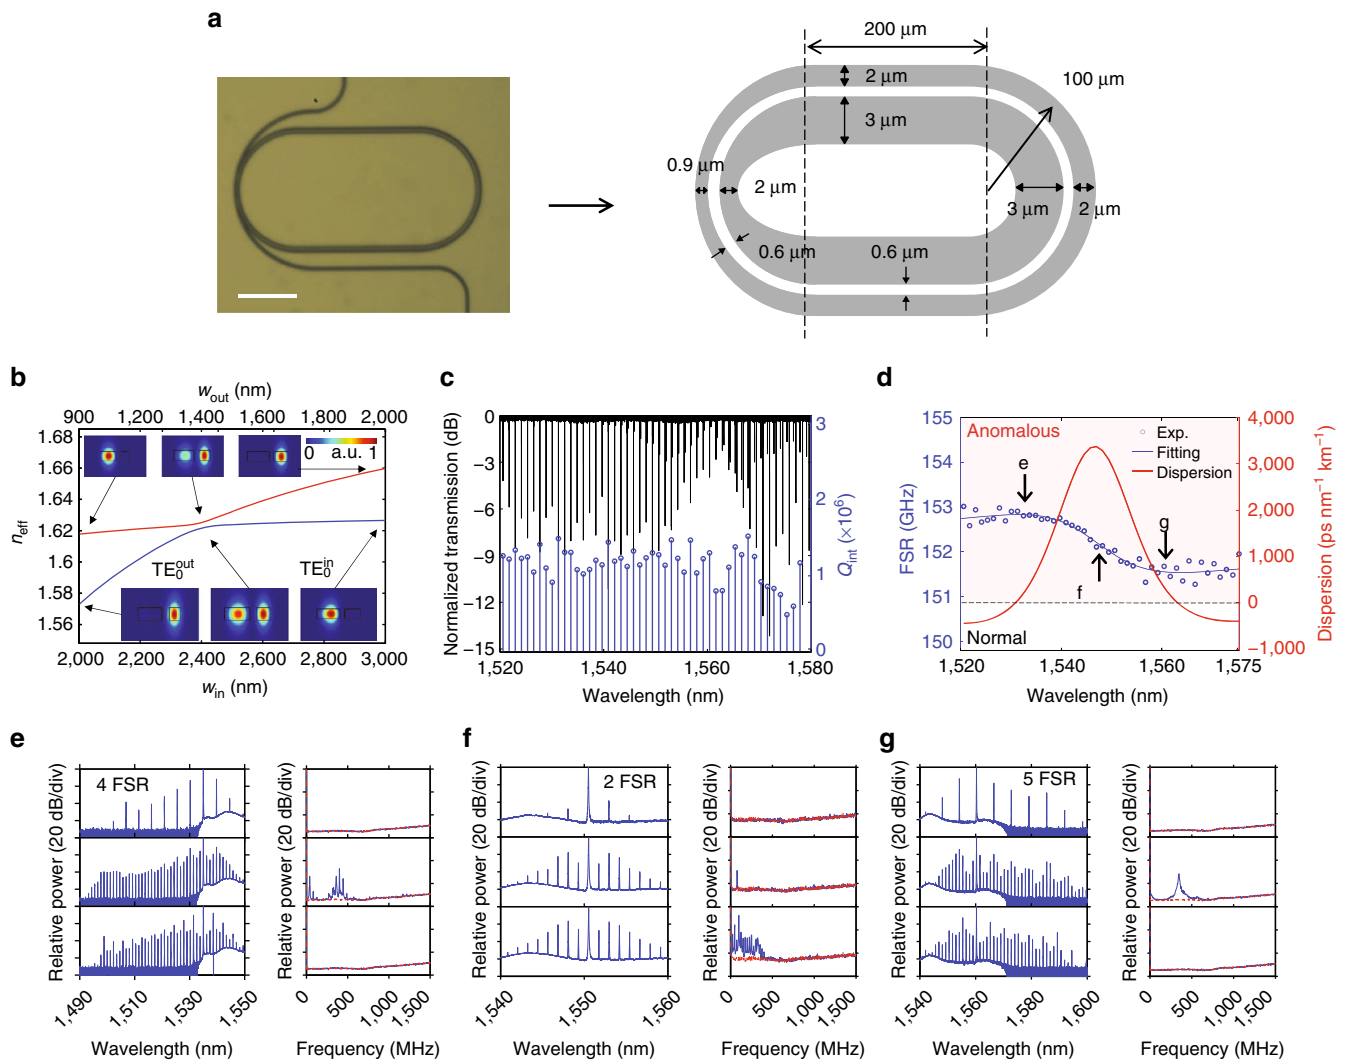 a
200 μm
2 μm
100 μm
3 μm
0.9 μm
2 μm
3 μm
2 μm
0.6 μm
0.6 μm
b
w_out (nm)
900 1,200 1,400 1,600 1,800 2,000
1.68
1.66
1.64
1.62
1.60
1.58
1.56
n_eff
0 a.u. 1
TE_0^out
TE_0^in
2,000 2,200 2,400 2,600 2,800 3,000
w_in (nm)
c
Normalized transmission (dB)
0
−3
−6
−9
−12
−15
3
2
1
0
Q_int (×10^6)
1,520 1,540 1,560 1,580
Wavelength (nm)
d
FSR (GHz)
155
154
153
152
151
150
Anomalous
Exp.
Fitting
Dispersion
e
f
g
Normal
4,000
3,000
2,000
1,000
0
−1,000
Dispersion (ps nm−1 km−1)
1,520 1,540 1,560 1,575
Wavelength (nm)
e
Relative power (20 dB/div)
4 FSR
1,490 1,510 1,530 1,550
Wavelength (nm)
Relative power (20 dB/div)
0 500 1,000 1,500
Frequency (MHz)
f
Relative power (20 dB/div)
2 FSR
1,540 1,550 1,560
Wavelength (nm)
Relative power (20 dB/div)
0 500 1,000 1,500
Frequency (MHz)
g
Relative power (20 dB/div)
5 FSR
1,540 1,560 1,580 1,600
Wavelength (nm)
Relative power (20 dB/div)
0 500 1,000 1,500
Frequency (MHz)